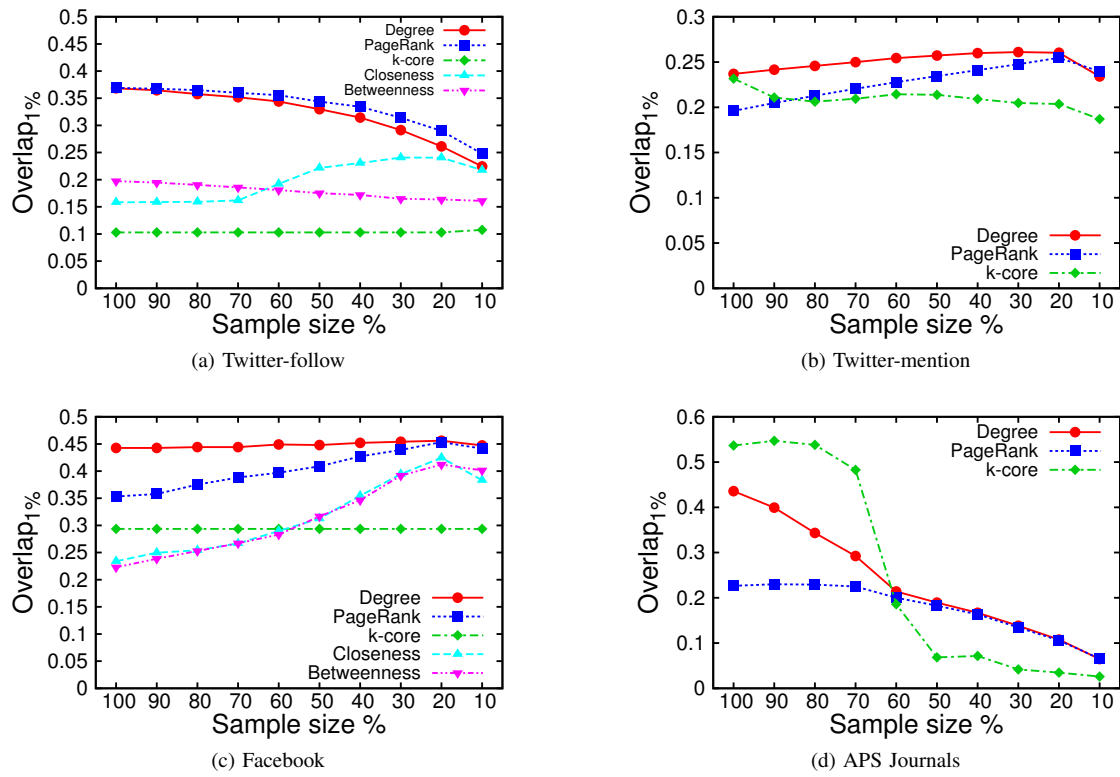 0.5
0.45
0.4
0.35
0.3
0.25
0.2
0.15
0.1
0.05
0
Overlap1%
Degree
PageRank
k-core
Closeness
Betweenness
100 90 80 70 60 50 40 30 20 10
Sample size %
(a) Twitter-follow
0.3
0.25
0.2
0.15
0.1
0.05
0
Overlap1%
Degree
PageRank
k-core
100 90 80 70 60 50 40 30 20 10
Sample size %
(b) Twitter-mention
0.5
0.45
0.4
0.35
0.3
0.25
0.2
0.15
0.1
0.05
0
Overlap1%
Degree
PageRank
k-core
Closeness
Betweenness
100 90 80 70 60 50 40 30 20 10
Sample size %
(c) Facebook
0.6
0.5
0.4
0.3
0.2
0.1
0
Overlap1%
Degree
PageRank
k-core
100 90 80 70 60 50 40 30 20 10
Sample size %
(d) APS Journals